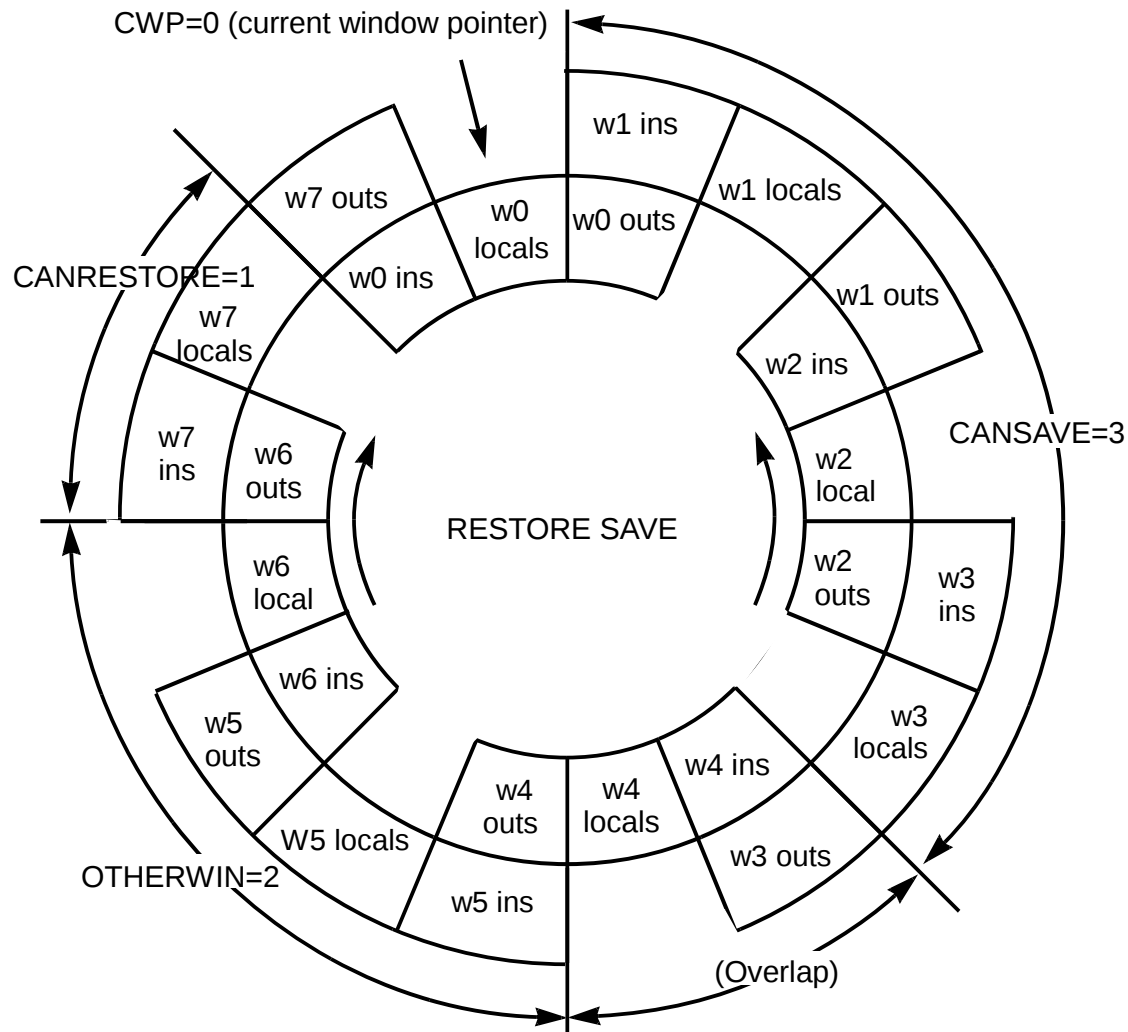 CWP=0 (current window pointer)
w1 ins
w7 outs
w1 locals
w0
locals
w0 outs
CANRESTORE=1
w0 ins
w1 outs
w7
locals
w2 ins
CANSAVE=3
w7
ins
w6
outs
w2
local
RESTORE SAVE
w6
local
w2
outs
w3
ins
w6 ins
w5
outs
w3
locals
w4 ins
w4
outs
w4
locals
W5 locals
w3 outs
OTHERWIN=2
w5 ins
(Overlap)